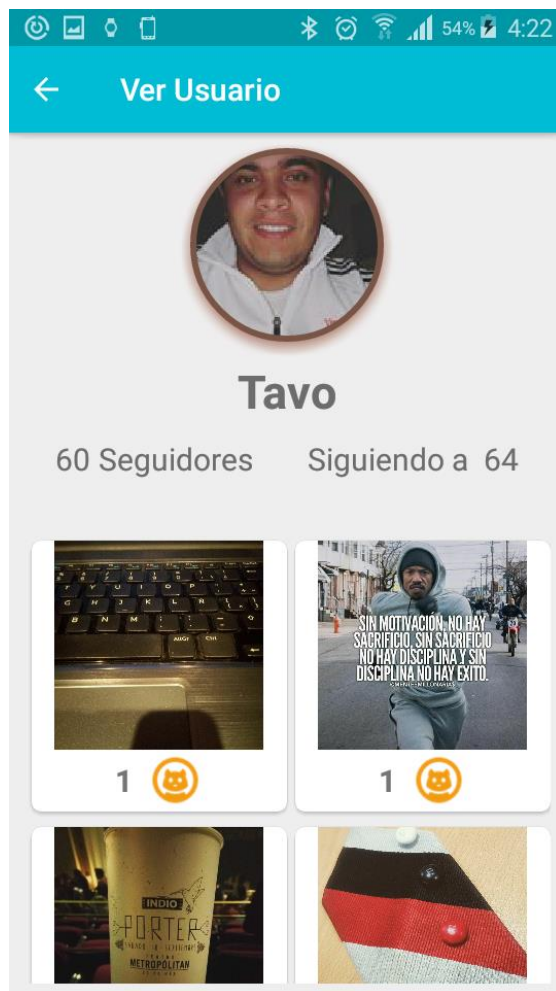 54% 4:22
Ver Usuario
Tavo
60 Seguidores Siguiendo a 64
SIN MOTIVACIÓN, NO HAY
SACRIFICIO, SIN SACRIFICIO
NO HAY DISCIPLINA Y SIN
DISCIPLINA NO HAY ÉXITO.
1
1
INDIO
PORTER
METROPOLITAN